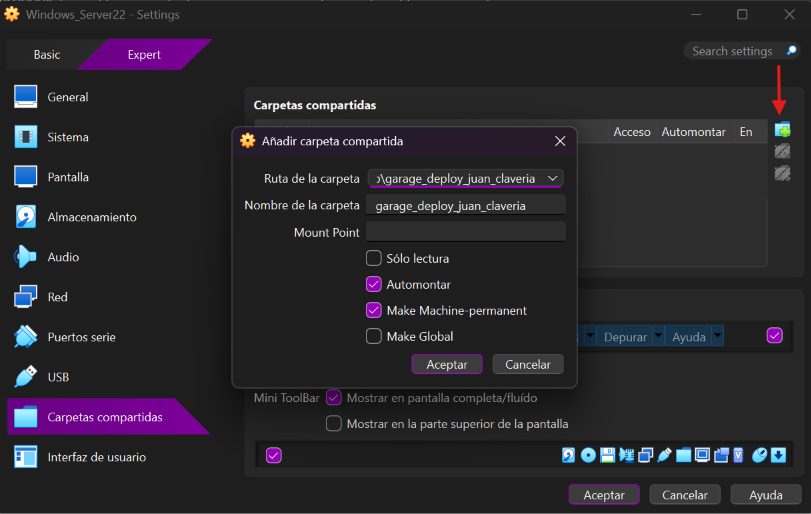 Windows_Server22 - Settings
Basic
Expert
Search settings
General
Sistema
Pantalla
Almacenamiento
Audio
Red
Puertos serie
USB
Carpetas compartidas
Interfaz de usuario
Carpetas compartidas
Acceso Automontar En
Añadir carpeta compartida
Ruta de la carpeta \garage_deploy_juan_claveria
Nombre de la carpeta garage_deploy_juan_claveria
Mount Point
Sólo lectura
Automontar
Make Machine-permanent
Make Global
Aceptar Cancelar
Depurar Ayuda
Mini ToolBar Mostrar en pantalla completa/fluído
Mostrar en la parte superior de la pantalla
V
Aceptar Cancelar Ayuda